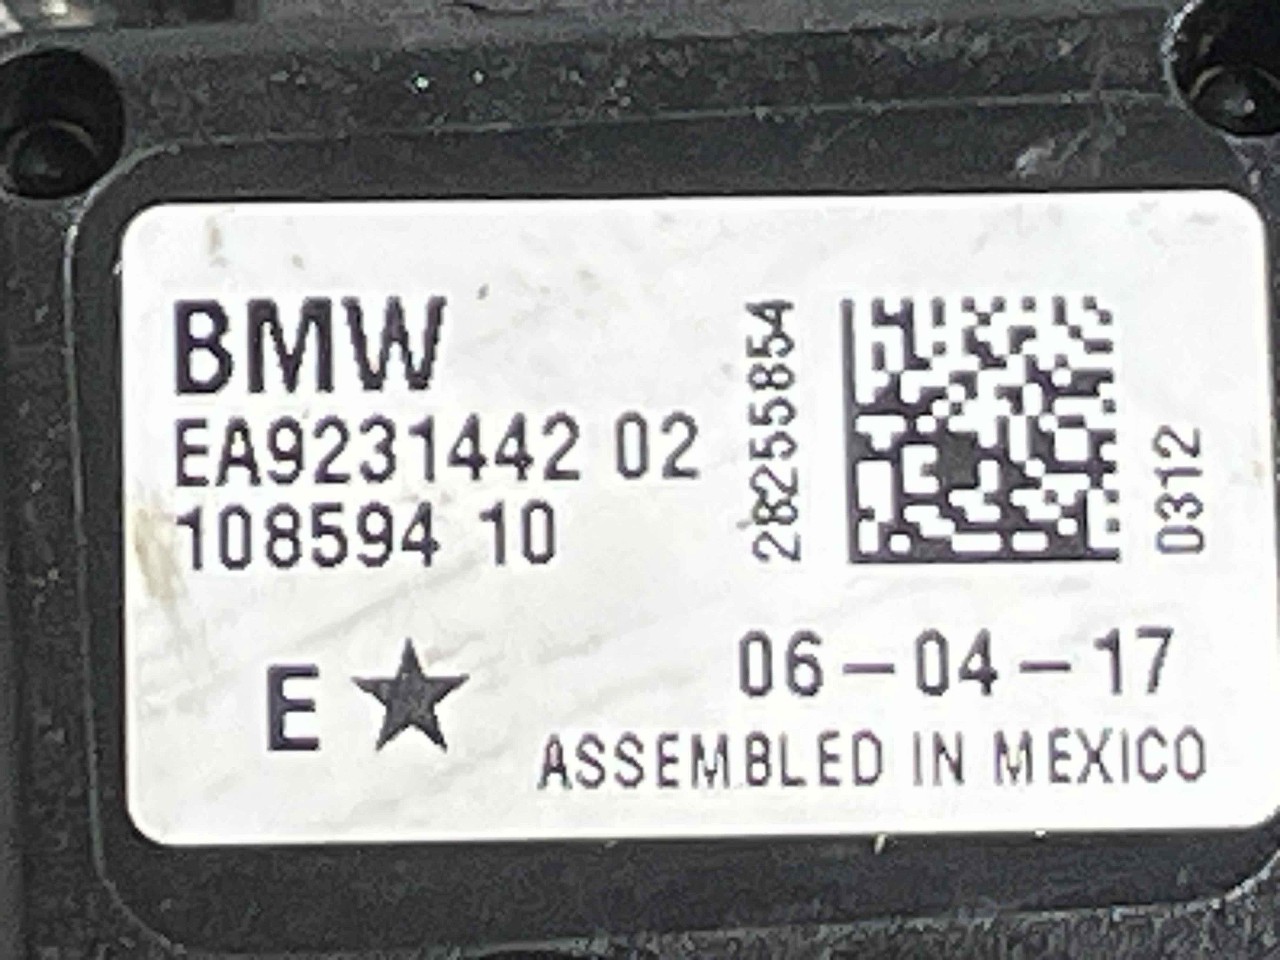 BMW
EA9231442 02
108594 10
28255854
0312
E★
06-04-17
ASSEMBLED IN MEXICO